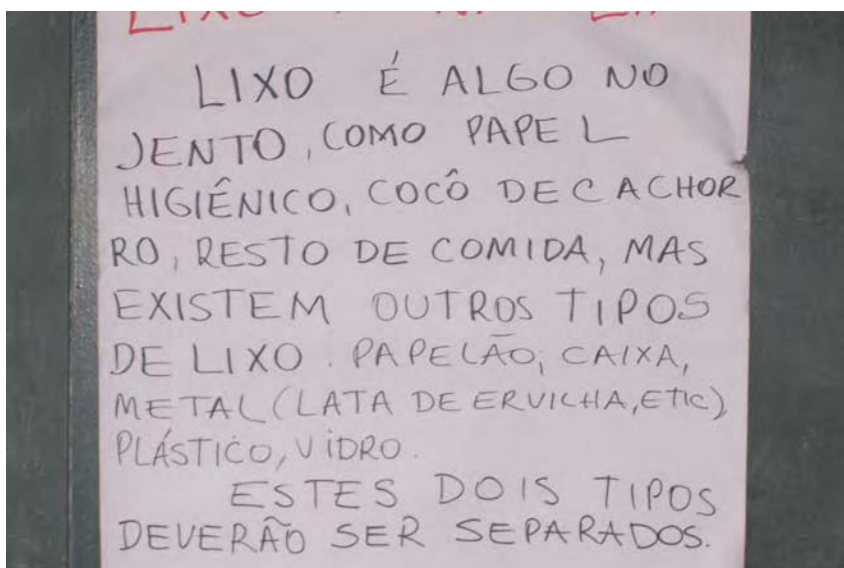 LIXO É ALGO NO
JENTO, COMO PAPEL
HIGIÊNICO, COCÔ DE CACHOR
RO, RESTO DE COMIDA, MAS
EXISTEM OUTROS TIPOS
DE LIXO. PAPELÃO, CAIXA,
METAL (LATA DE ERVILHA, ETC),
PLÁSTICO, VIDRO.
ESTES DOIS TIPOS
DEVERÃO SER SEPARADOS.